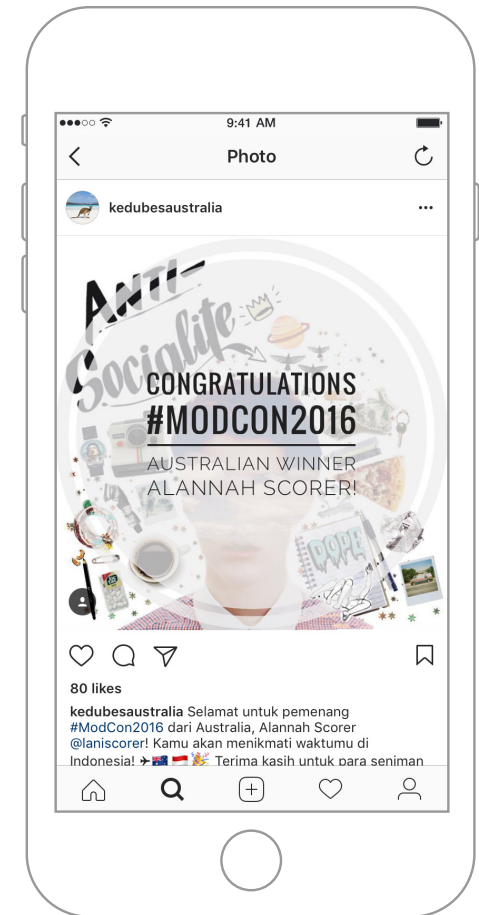 9:41 AM
Photo
kedubesaustralia
ANTI-
Socialite
CONGRATULATIONS
#MODCON2016
AUSTRALIAN WINNER
ALANNAH SCORER!
DOPE
80 likes
kedubesaustralia Selamat untuk pemenang
#ModCon2016 dari Australia, Alannah Scorer
@laniscorer! Kamu akan menikmati waktumu di
Indonesia! ✈🇦🇺 🇮🇩 🎉 Terima kasih untuk para seniman